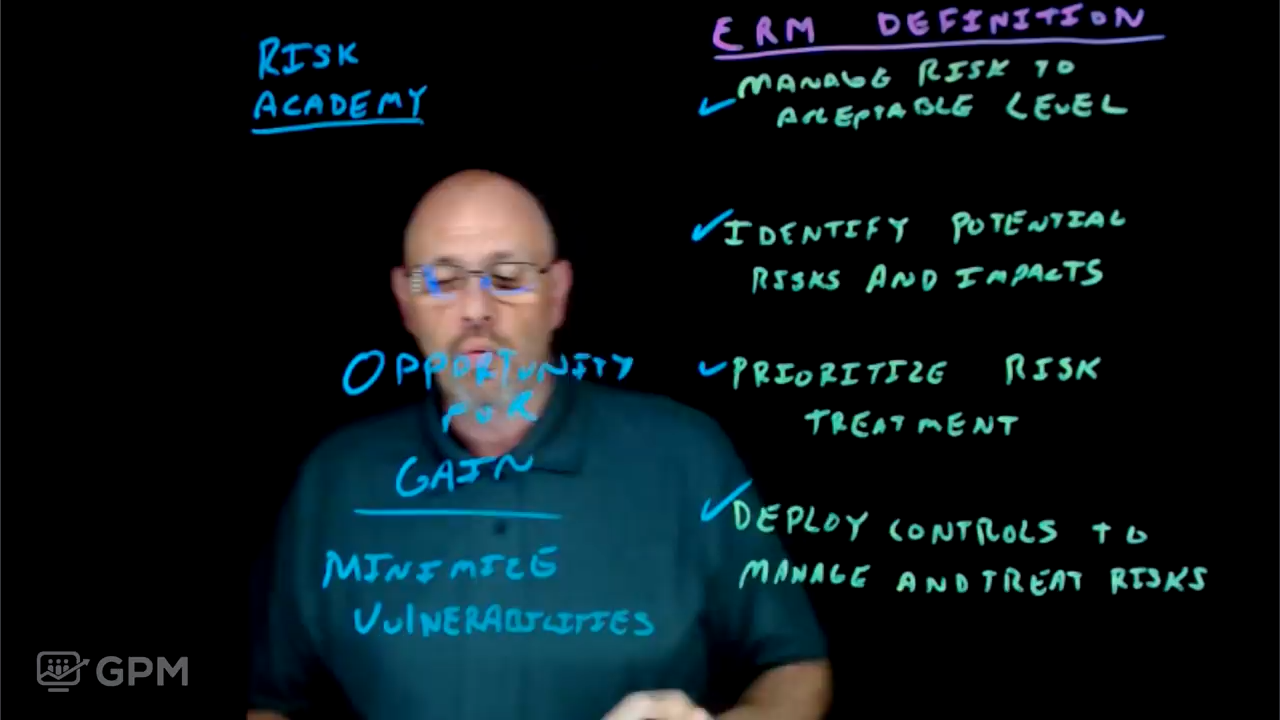 RISK
ACADEMY
ERM DEFINITION
MANAGE RISK TO
ACCEPTABLE LEVEL
IDENTIFY POTENTIAL
RISKS AND IMPACTS
PRIORITIZE RISK
TREATMENT
DEPLOY CONTROLS TO
MANAGE AND TREAT RISKS
OPPORTUNITY
FOR
GAIN
MINIMIZE
VULNERABILITIES
GPM